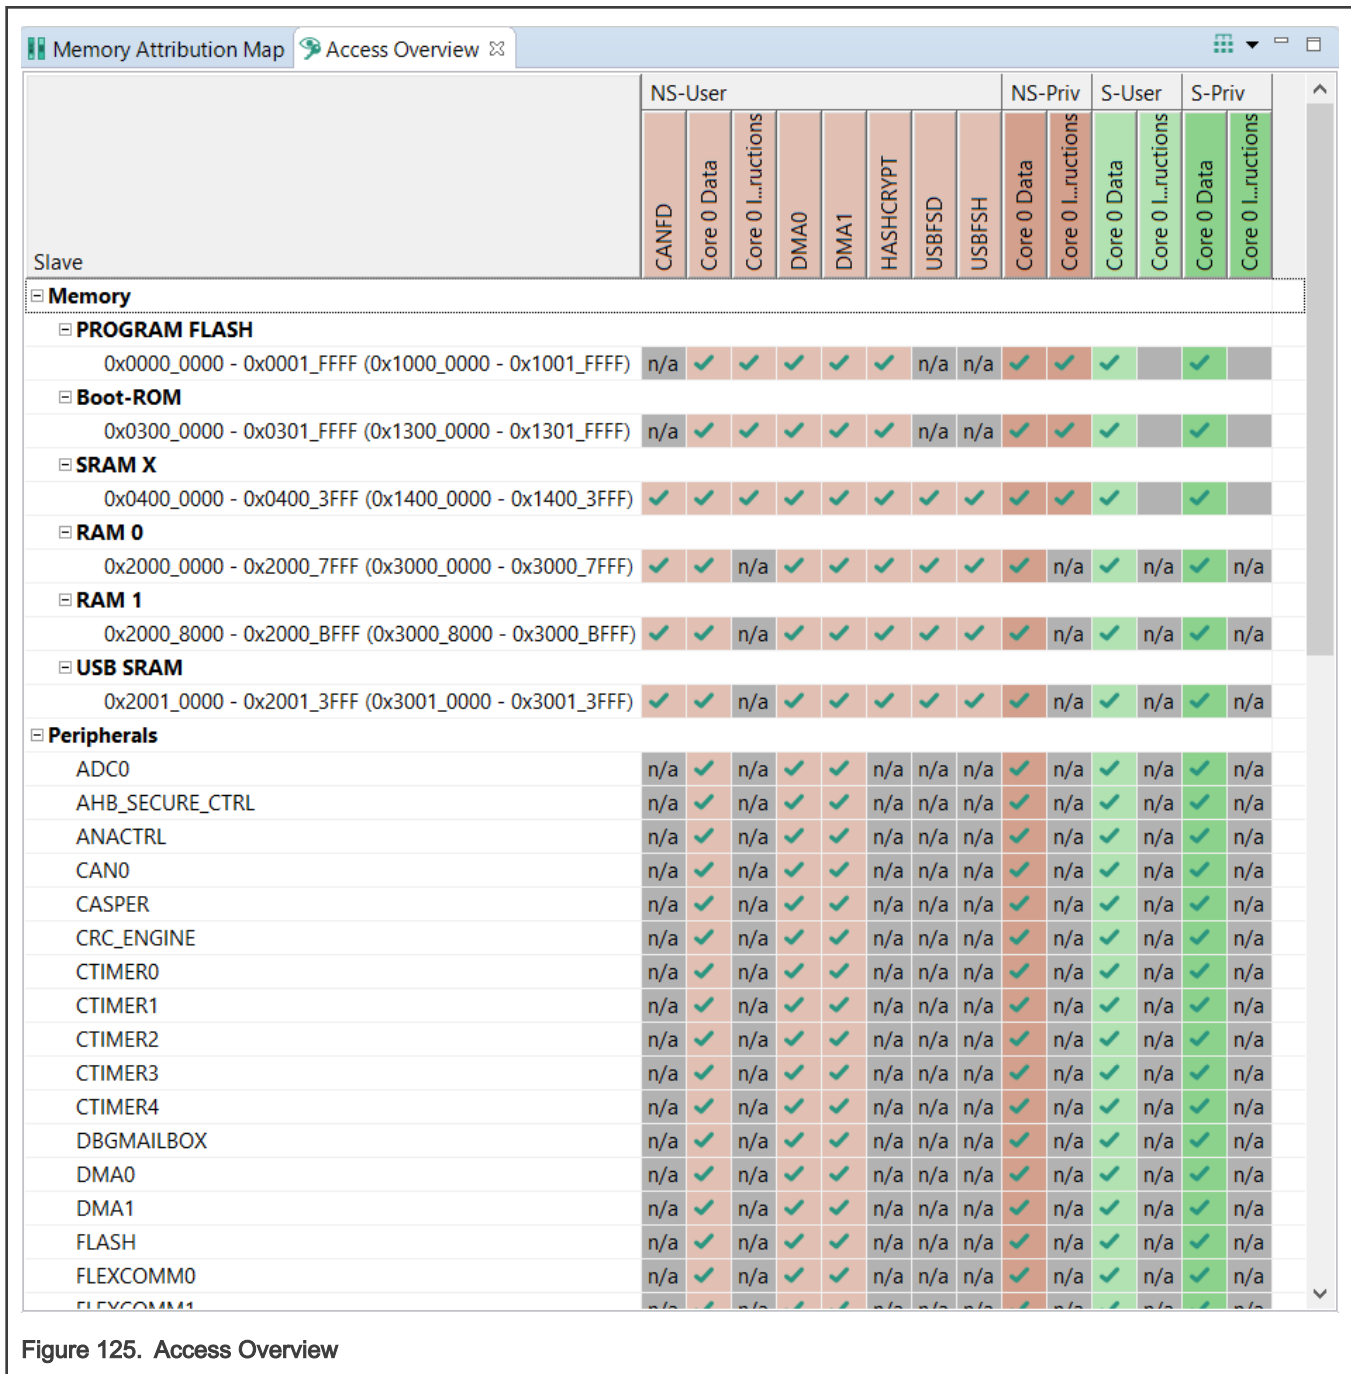 Memory Attribution Map Access Overview
NS-User NS-Priv S-User S-Priv
Slave CANFD Core 0 Data Core 0 I...ructions DMA0 DMA1 HASHCRYPT USBFSD USBFSH Core 0 Data Core 0 I...ructions Core 0 Data Core 0 I...ructions Core 0 Data Core 0 I...ructions
Memory
PROGRAM FLASH
0x0000_0000 - 0x0001_FFFF (0x1000_0000 - 0x1001_FFFF) n/a ✓ ✓ ✓ ✓ ✓ n/a n/a ✓ ✓ ✓ ✓
Boot-ROM
0x0300_0000 - 0x0301_FFFF (0x1300_0000 - 0x1301_FFFF) n/a ✓ ✓ ✓ ✓ ✓ n/a n/a ✓ ✓ ✓ ✓
SRAM X
0x0400_0000 - 0x0400_3FFF (0x1400_0000 - 0x1400_3FFF) ✓ ✓ ✓ ✓ ✓ ✓ ✓ ✓ ✓ ✓ ✓ ✓
RAM 0
0x2000_0000 - 0x2000_7FFF (0x3000_0000 - 0x3000_7FFF) ✓ ✓ n/a ✓ ✓ ✓ ✓ ✓ ✓ n/a ✓ n/a ✓ n/a
RAM 1
0x2000_8000 - 0x2000_BFFF (0x3000_8000 - 0x3000_BFFF) ✓ ✓ n/a ✓ ✓ ✓ ✓ ✓ ✓ n/a ✓ n/a ✓ n/a
USB SRAM
0x2001_0000 - 0x2001_3FFF (0x3001_0000 - 0x3001_3FFF) ✓ ✓ n/a ✓ ✓ ✓ ✓ ✓ ✓ n/a ✓ n/a ✓ n/a
Peripherals
ADC0 n/a ✓ n/a ✓ ✓ n/a n/a n/a ✓ n/a ✓ n/a ✓ n/a
AHB_SECURE_CTRL n/a ✓ n/a ✓ ✓ n/a n/a n/a ✓ n/a ✓ n/a ✓ n/a
ANACTRL n/a ✓ n/a ✓ ✓ n/a n/a n/a ✓ n/a ✓ n/a ✓ n/a
CAN0 n/a ✓ n/a ✓ ✓ n/a n/a n/a ✓ n/a ✓ n/a ✓ n/a
CASPER n/a ✓ n/a ✓ ✓ n/a n/a n/a ✓ n/a ✓ n/a ✓ n/a
CRC_ENGINE n/a ✓ n/a ✓ ✓ n/a n/a n/a ✓ n/a ✓ n/a ✓ n/a
CTIMER0 n/a ✓ n/a ✓ ✓ n/a n/a n/a ✓ n/a ✓ n/a ✓ n/a
CTIMER1 n/a ✓ n/a ✓ ✓ n/a n/a n/a ✓ n/a ✓ n/a ✓ n/a
CTIMER2 n/a ✓ n/a ✓ ✓ n/a n/a n/a ✓ n/a ✓ n/a ✓ n/a
CTIMER3 n/a ✓ n/a ✓ ✓ n/a n/a n/a ✓ n/a ✓ n/a ✓ n/a
CTIMER4 n/a ✓ n/a ✓ ✓ n/a n/a n/a ✓ n/a ✓ n/a ✓ n/a
DBGMAILBOX n/a ✓ n/a ✓ ✓ n/a n/a n/a ✓ n/a ✓ n/a ✓ n/a
DMA0 n/a ✓ n/a ✓ ✓ n/a n/a n/a ✓ n/a ✓ n/a ✓ n/a
DMA1 n/a ✓ n/a ✓ ✓ n/a n/a n/a ✓ n/a ✓ n/a ✓ n/a
FLASH n/a ✓ n/a ✓ ✓ n/a n/a n/a ✓ n/a ✓ n/a ✓ n/a
FLEXCOMM0 n/a ✓ n/a ✓ ✓ n/a n/a n/a ✓ n/a ✓ n/a ✓ n/a
FLEXCOMM1 n/a ✓ n/a ✓ ✓ n/a n/a n/a ✓ n/a ✓ n/a ✓ n/a
Figure 125. Access Overview